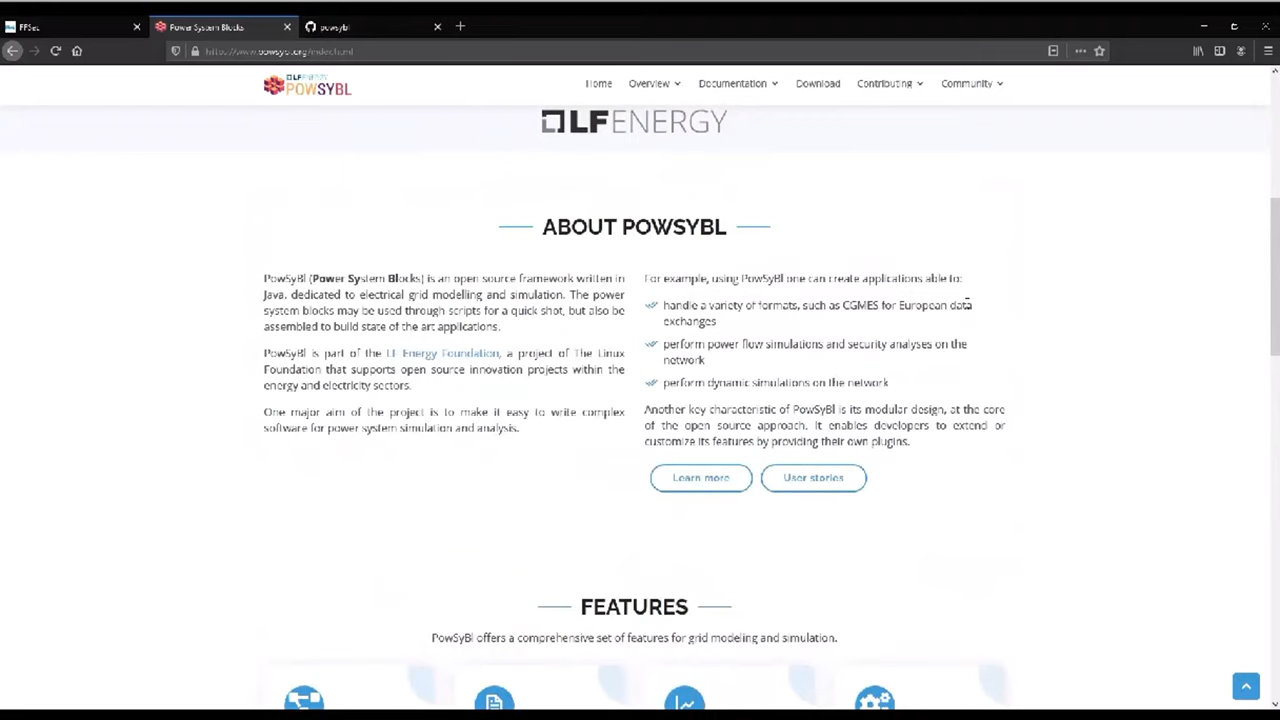 FFSec
Power System Blocks
powsybl
https://www.powsybl.org/index.html
LFENERGY
POWSYBL
Home
Overview
Documentation
Download
Contributing
Community
LFENERGY
ABOUT POWSYBL
PowSyBl (Power System Blocks) is an open source framework written in
Java, dedicated to electrical grid modelling and simulation. The power
system blocks may be used through scripts for a quick shot, but also be
assembled to build state of the art applications.
PowSyBl is part of the LF Energy Foundation, a project of The Linux
Foundation that supports open source innovation projects within the
energy and electricity sectors.
One major aim of the project is to make it easy to write complex
software for power system simulation and analysis.
For example, using PowSyBl one can create applications able to:
handle a variety of formats, such as CGMES for European data
exchanges
perform power flow simulations and security analyses on the
network
perform dynamic simulations on the network
Another key characteristic of PowSyBl is its modular design, at the core
of the open source approach. It enables developers to extend or
customize its features by providing their own plugins.
Learn more
User stories
FEATURES
PowSyBl offers a comprehensive set of features for grid modeling and simulation.